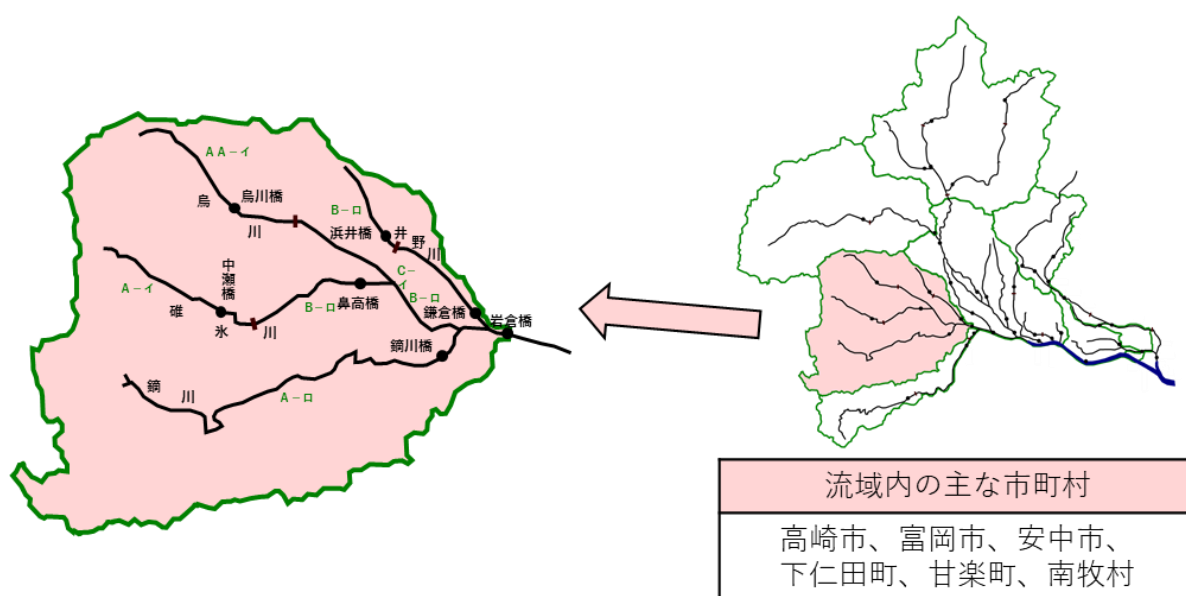 AA-イ
烏川橋
烏
川
B-ロ
浜井橋
井
野
川
A-イ
中瀬橋
碓
氷
川
B-ロ
鼻高橋
C-イ
B-ロ
鎌倉橋
岩倉橋
鏑川橋
鏑
川
A-ロ
流域内の主な市町村
高崎市、富岡市、安中市、
下仁田町、甘楽町、南牧村